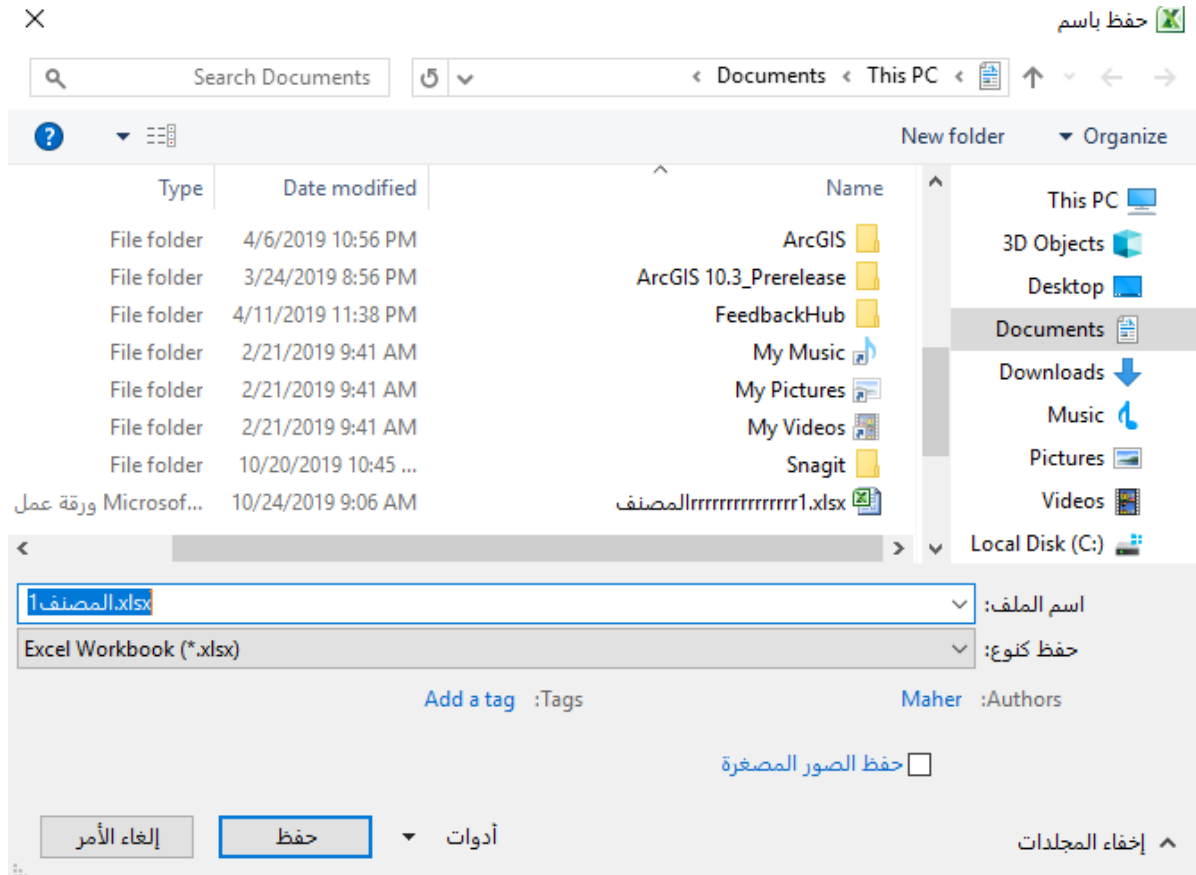 حفظ باسم
This PC › Documents ›
Search Documents
Organize
New folder
Name
Date modified
Type
This PC
3D Objects
Desktop
Documents
Downloads
Music
Pictures
Videos
Local Disk (C:)
ArcGIS 4/6/2019 10:56 PM File folder
ArcGIS 10.3_Prerelease 3/24/2019 8:56 PM File folder
FeedbackHub 4/11/2019 11:38 PM File folder
My Music 2/21/2019 9:41 AM File folder
My Pictures 2/21/2019 9:41 AM File folder
My Videos 2/21/2019 9:41 AM File folder
Snagit 10/20/2019 10:45 ... File folder
المصنفrrrrrrrrrrrrrrr1.xlsx 10/24/2019 9:06 AM ورقة عمل Microsof...
اسم الملف: المصنف1.xlsx
حفظ كنوع: Excel Workbook (*.xlsx)
Authors: Maher
Tags: Add a tag
حفظ الصور المصغرة
إخفاء المجلدات
أدوات
حفظ
إلغاء الأمر